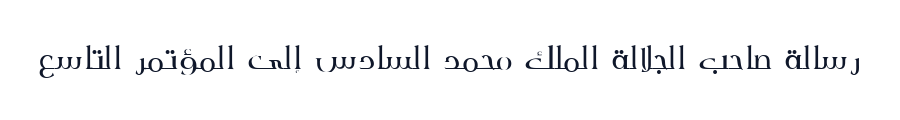 رسالة صاحب الجلالة الملك محمد السادس إلى المؤتمر التاسع